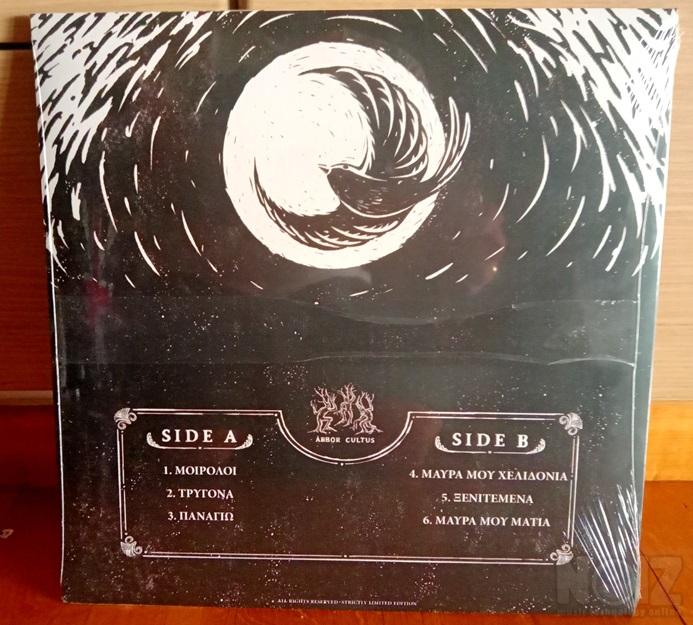 ARBOR CULTUS
SIDE A
1. ΜΟΙΡΟΛΟΙ
2. ΤΡΥΓΟΝΑ
3. ΠΑΝΑΓΙΩ
SIDE B
4. ΜΑΥΡΑ ΜΟΥ ΧΕΛΙΔΟΝΙΑ
5. ΞΕΝΙΤΕΜΕΝΑ
6. ΜΑΥΡΑ ΜΟΥ ΜΑΤΙΑ
ALL RIGHTS RESERVED · STRICTLY LIMITED EDITION
NOIZ